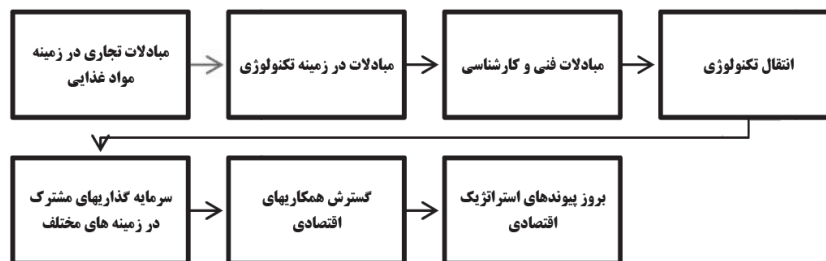 مبادلات تجاری در زمینه
مواد غذایی
مبادلات در زمینه تکنولوژی
مبادلات فنی و کارشناسی
انتقال تکنولوژی
سرمایه گذاریهای مشترک
در زمینه های مختلف
گسترش همکاریهای
اقتصادی
بروز پیوندهای استراتژیک
اقتصادی